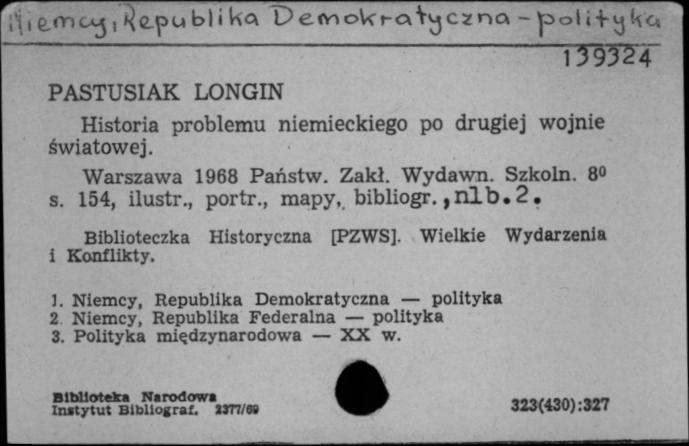 Niemcy, Republika Demokratyczna - polityka
139324
PASTUSIAK LONGIN
Historia problemu niemieckiego po drugiej wojnie
światowej.
Warszawa 1968 Państw. Zakł. Wydawn. Szkoln. 8⁰
s. 154, ilustr., portr., mapy, bibliogr., nlb.2.
Biblioteczka Historyczna [PZWS]. Wielkie Wydarzenia
i Konflikty.
1. Niemcy, Republika Demokratyczna — polityka
2. Niemcy, Republika Federalna — polityka
3. Polityka międzynarodowa — XX w.
Biblioteka Narodowa
Instytut Bibliograf. 2377/69
323(430):327